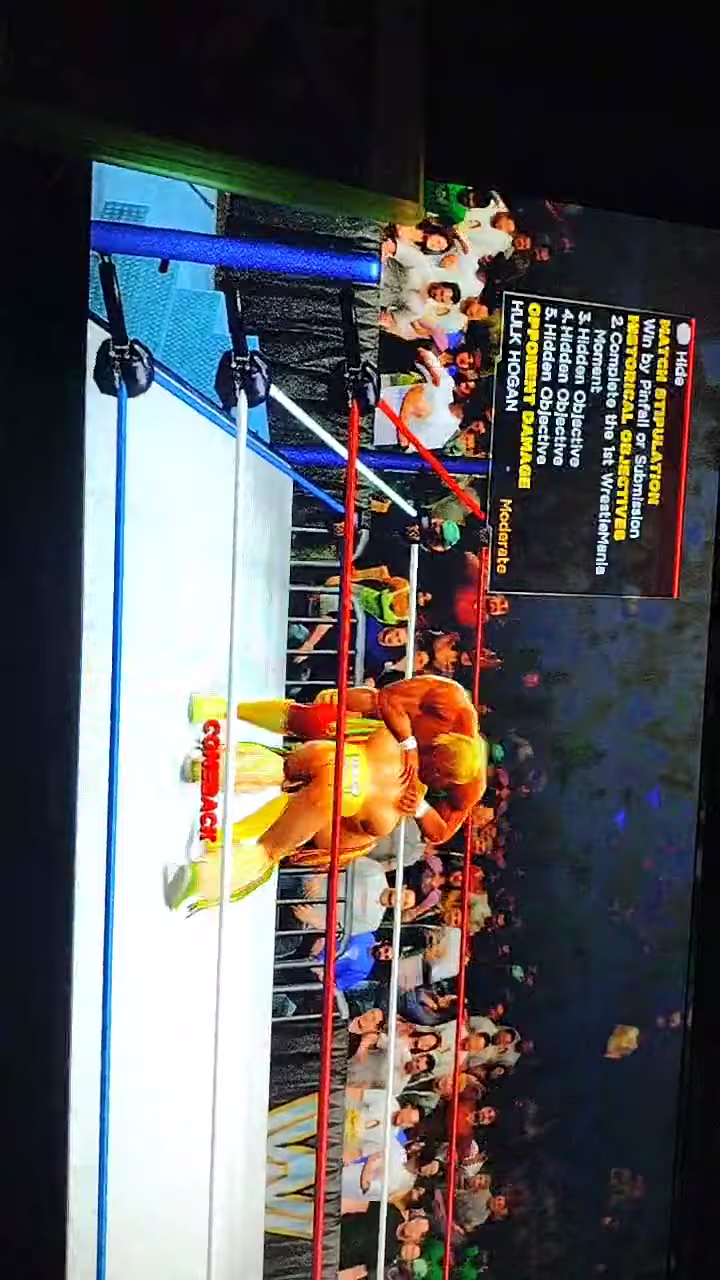 Hide
MATCH STIPULATION
Win by Pinfall or Submission
HISTORICAL OBJECTIVES
2. Complete the 1st WrestleMania
Moment
3. Hidden Objective
4. Hidden Objective
5. Hidden Objective
OPPONENT DAMAGE
HULK HOGAN Moderate
COMEBACK